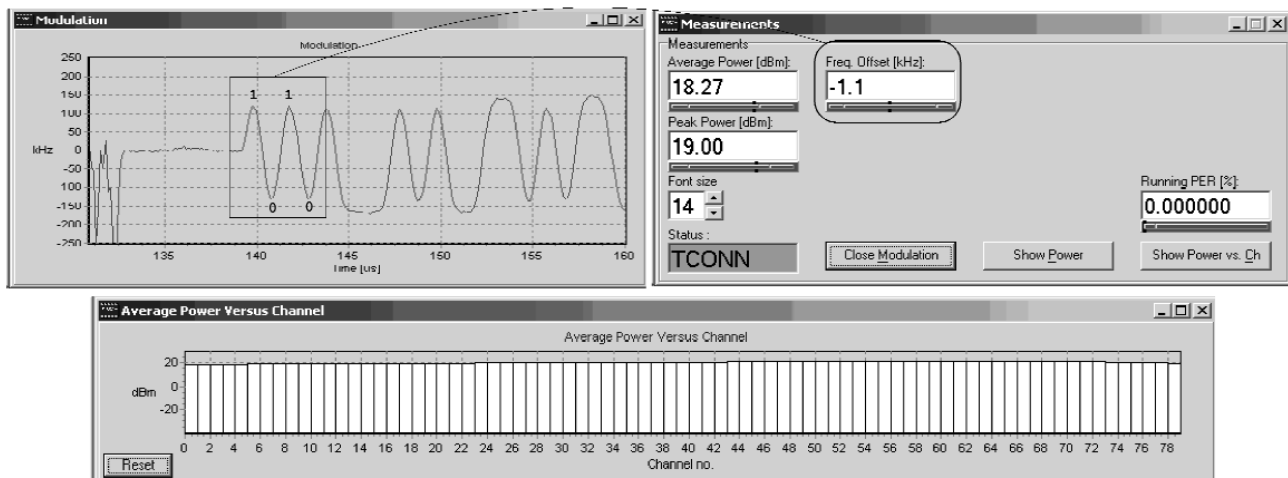 Modulation
Modulation
250
200
150
100
50
0
-50
-100
-150
-200
-250
kHz
1 1
0 0
135 140 145 150 155 160
Time [us]
Measurements
Measurements
Average Power [dBm]:
18.27
Freq. Offset [kHz]:
-1.1
Peak Power [dBm]:
19.00
Font size
14
Running PER [%]:
0.000000
Status :
TCONN
Close Modulation
Show Power
Show Power vs. Ch
Average Power Versus Channel
Average Power Versus Channel
20
0
-20
dBm
0 2 4 6 8 10 12 14 16 18 20 22 24 26 28 30 32 34 36 38 40 42 44 46 48 50 52 54 56 58 60 62 64 66 68 70 72 74 76 78
Channel no.
Reset